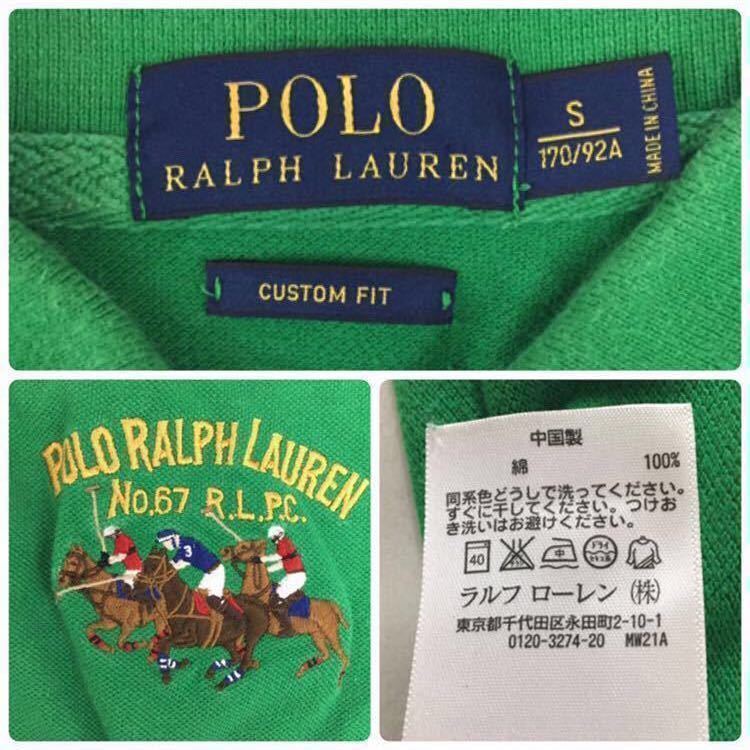 POLO
RALPH LAUREN
S
170/92A
MADE IN CHINA
CUSTOM FIT
POLO RALPH LAUREN
No.67 R.L.P.C.
3
中国製
綿 100%
同系色どうしで洗ってください。
すぐに干してください。つけお
き洗いはお避けください。
40 中 ドライ
ラルフ ローレン (株)
東京都千代田区永田町2-10-1
0120-3274-20 MW21A